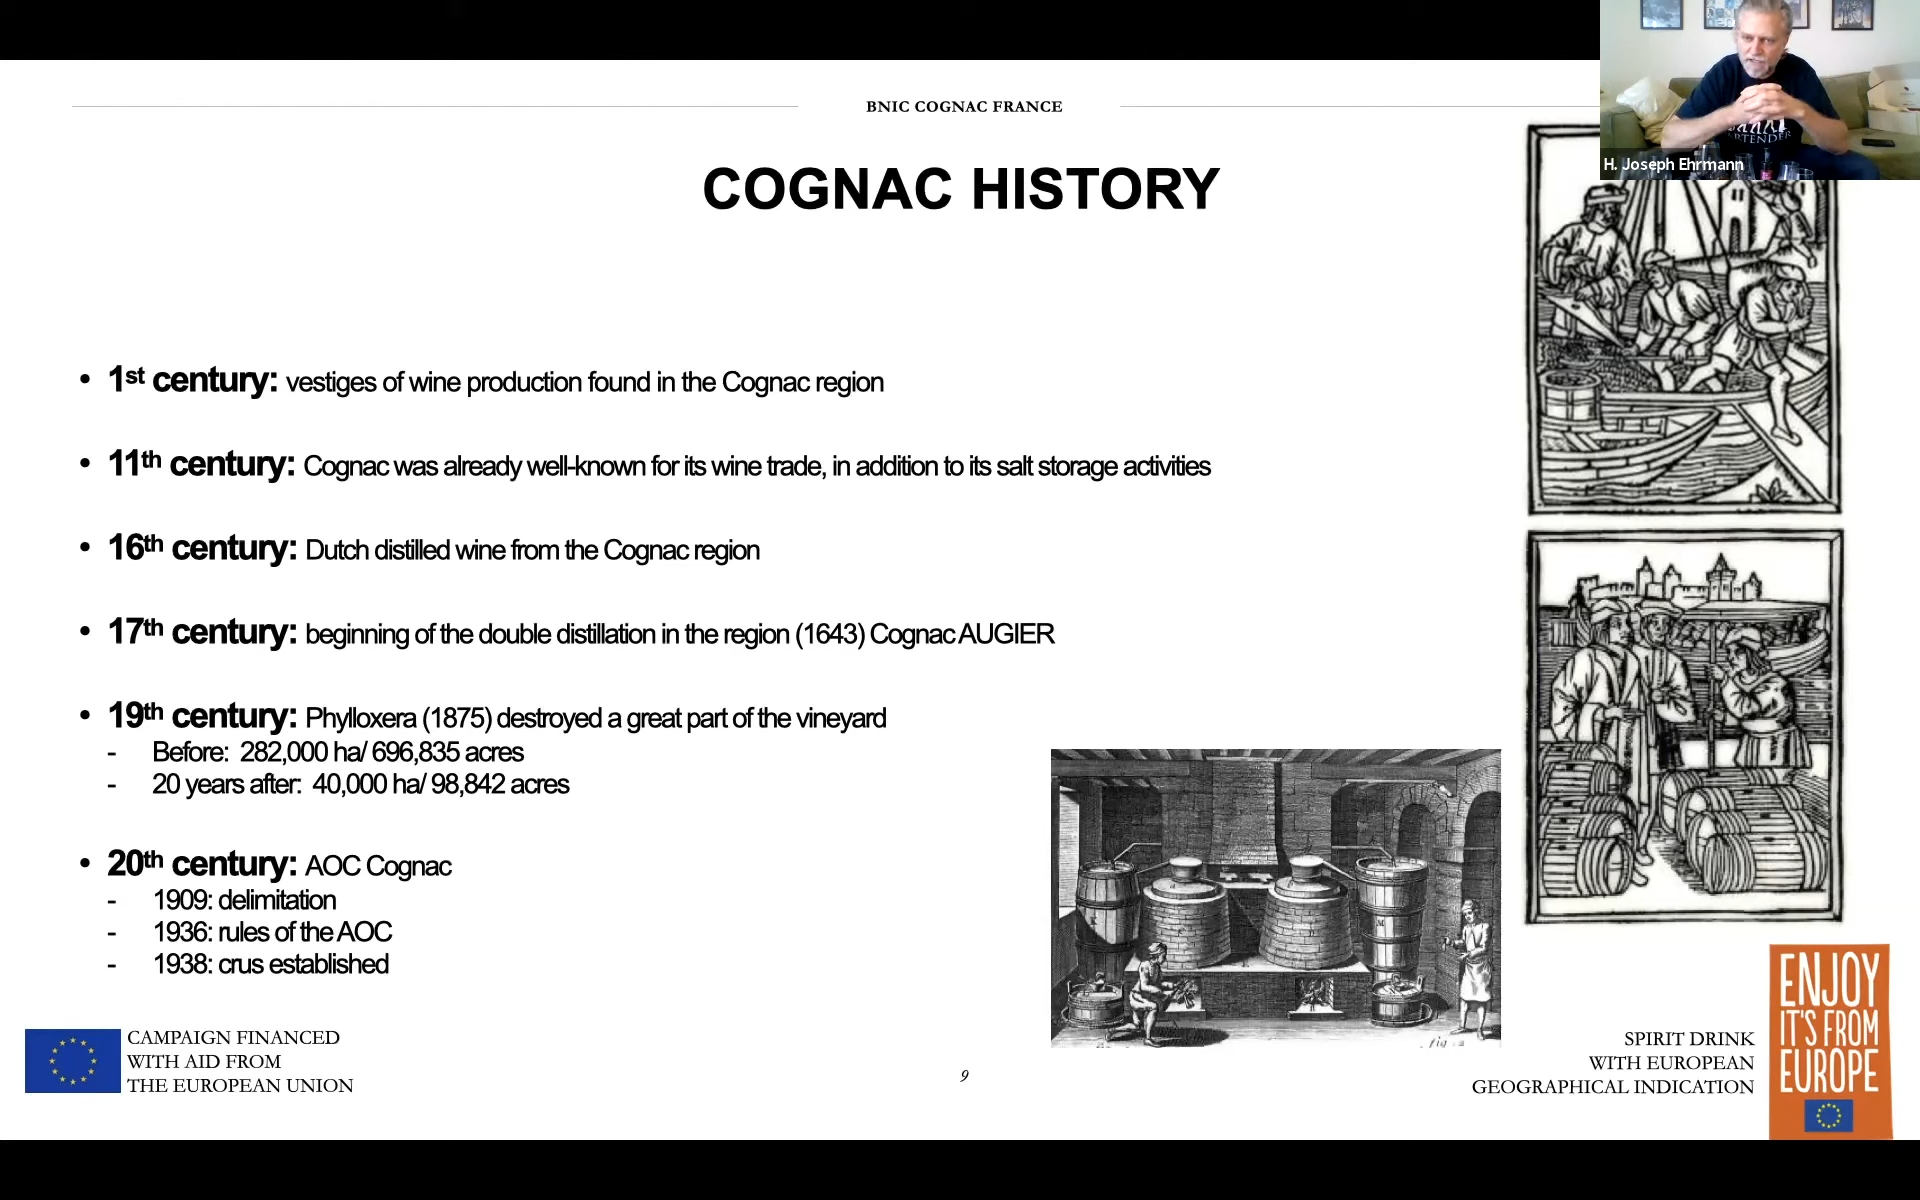 BNIC COGNAC FRANCE
H. Joseph Ehrmann
COGNAC HISTORY
• 1st century: vestiges of wine production found in the Cognac region
• 11th century: Cognac was already well-known for its wine trade, in addition to its salt storage activities
• 16th century: Dutch distilled wine from the Cognac region
• 17th century: beginning of the double distillation in the region (1643) Cognac AUGIER
• 19th century: Phylloxera (1875) destroyed a great part of the vineyard
- Before: 282,000 ha/ 696,835 acres
- 20 years after: 40,000 ha/ 98,842 acres
• 20th century: AOC Cognac
- 1909: delimitation
- 1936: rules of the AOC
- 1938: crus established
CAMPAIGN FINANCED
WITH AID FROM
THE EUROPEAN UNION
9
SPIRIT DRINK
WITH EUROPEAN
GEOGRAPHICAL INDICATION
ENJOY
IT'S FROM
EUROPE